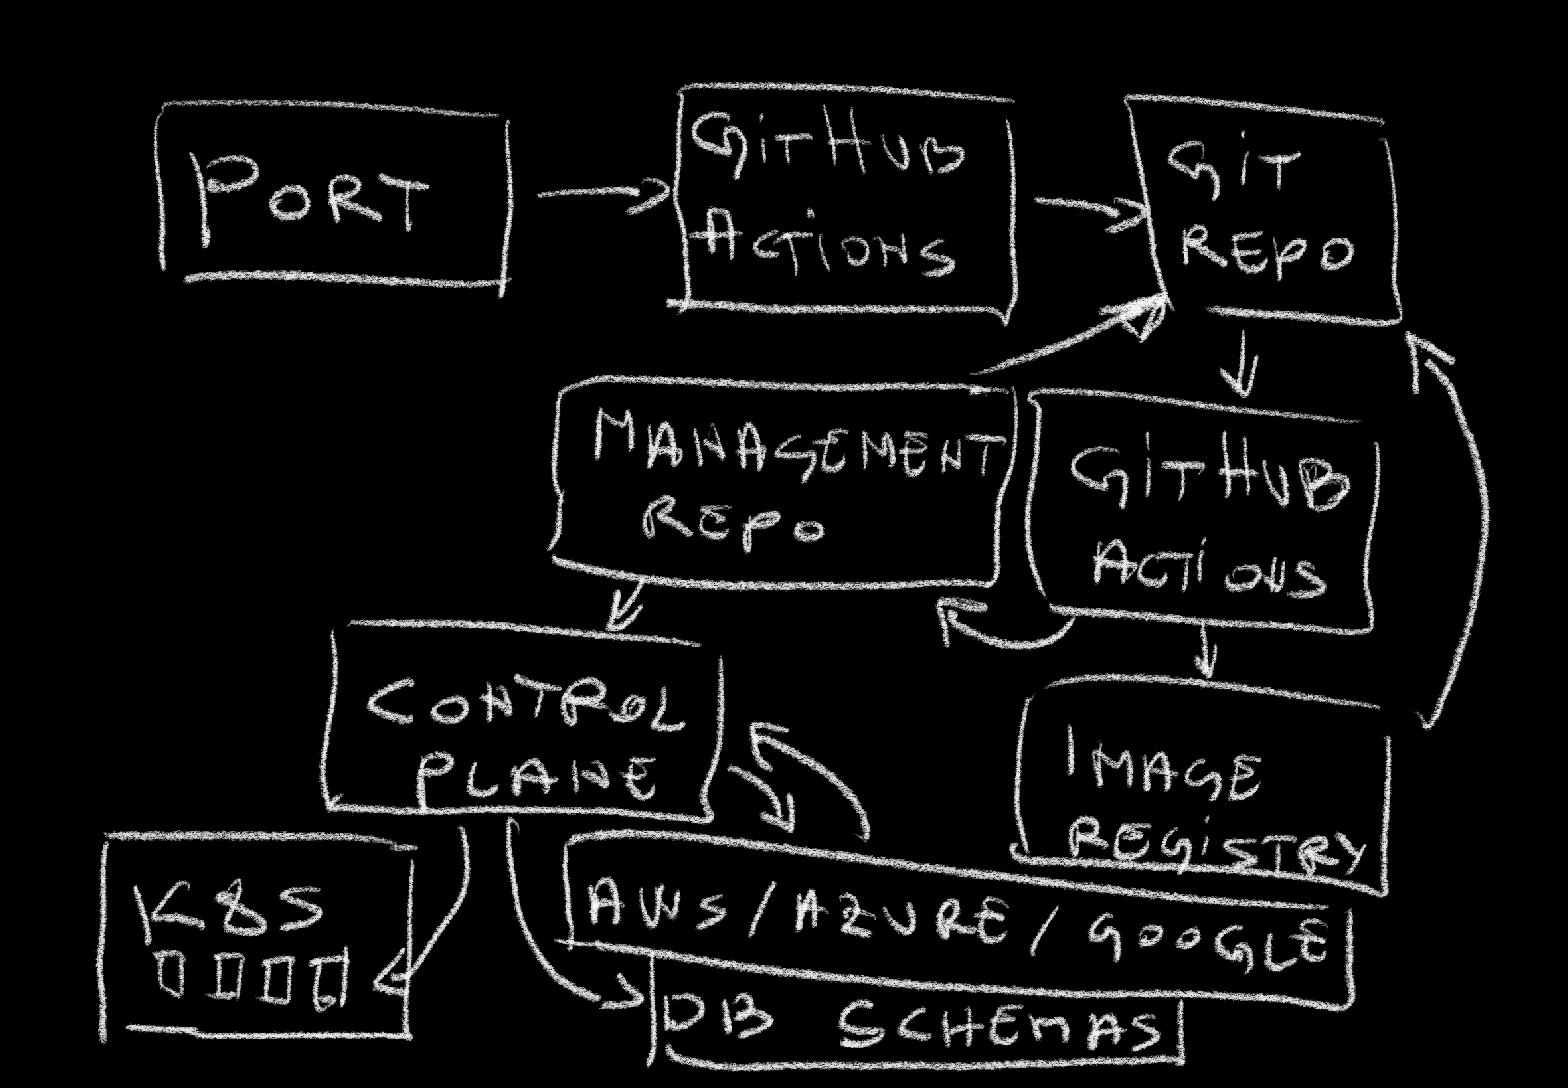 PORT
GITHUB
ACTIONS
GIT
REPO
MANAGEMENT
REPO
GITHUB
ACTIONS
CONTROL
PLANE
IMAGE
REGISTRY
K8S
AWS/AZURE/GOOGLE
DB SCHEMAS